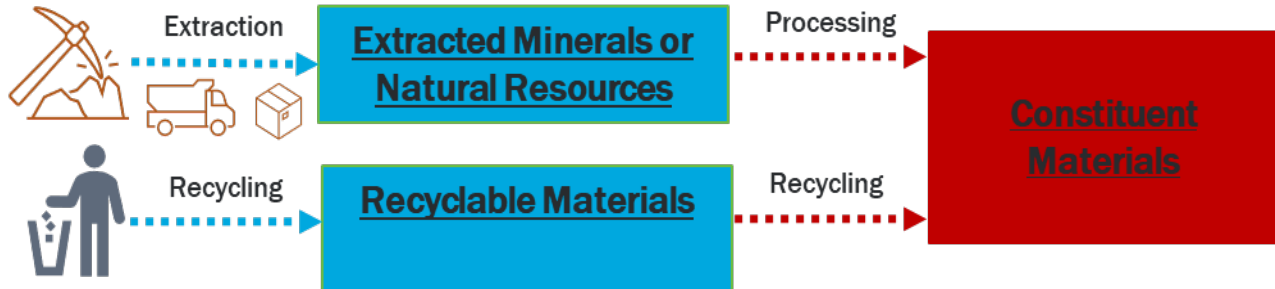 Extraction
Extracted Minerals or
Natural Resources
Processing
Constituent
Materials
Recycling
Recyclable Materials
Recycling